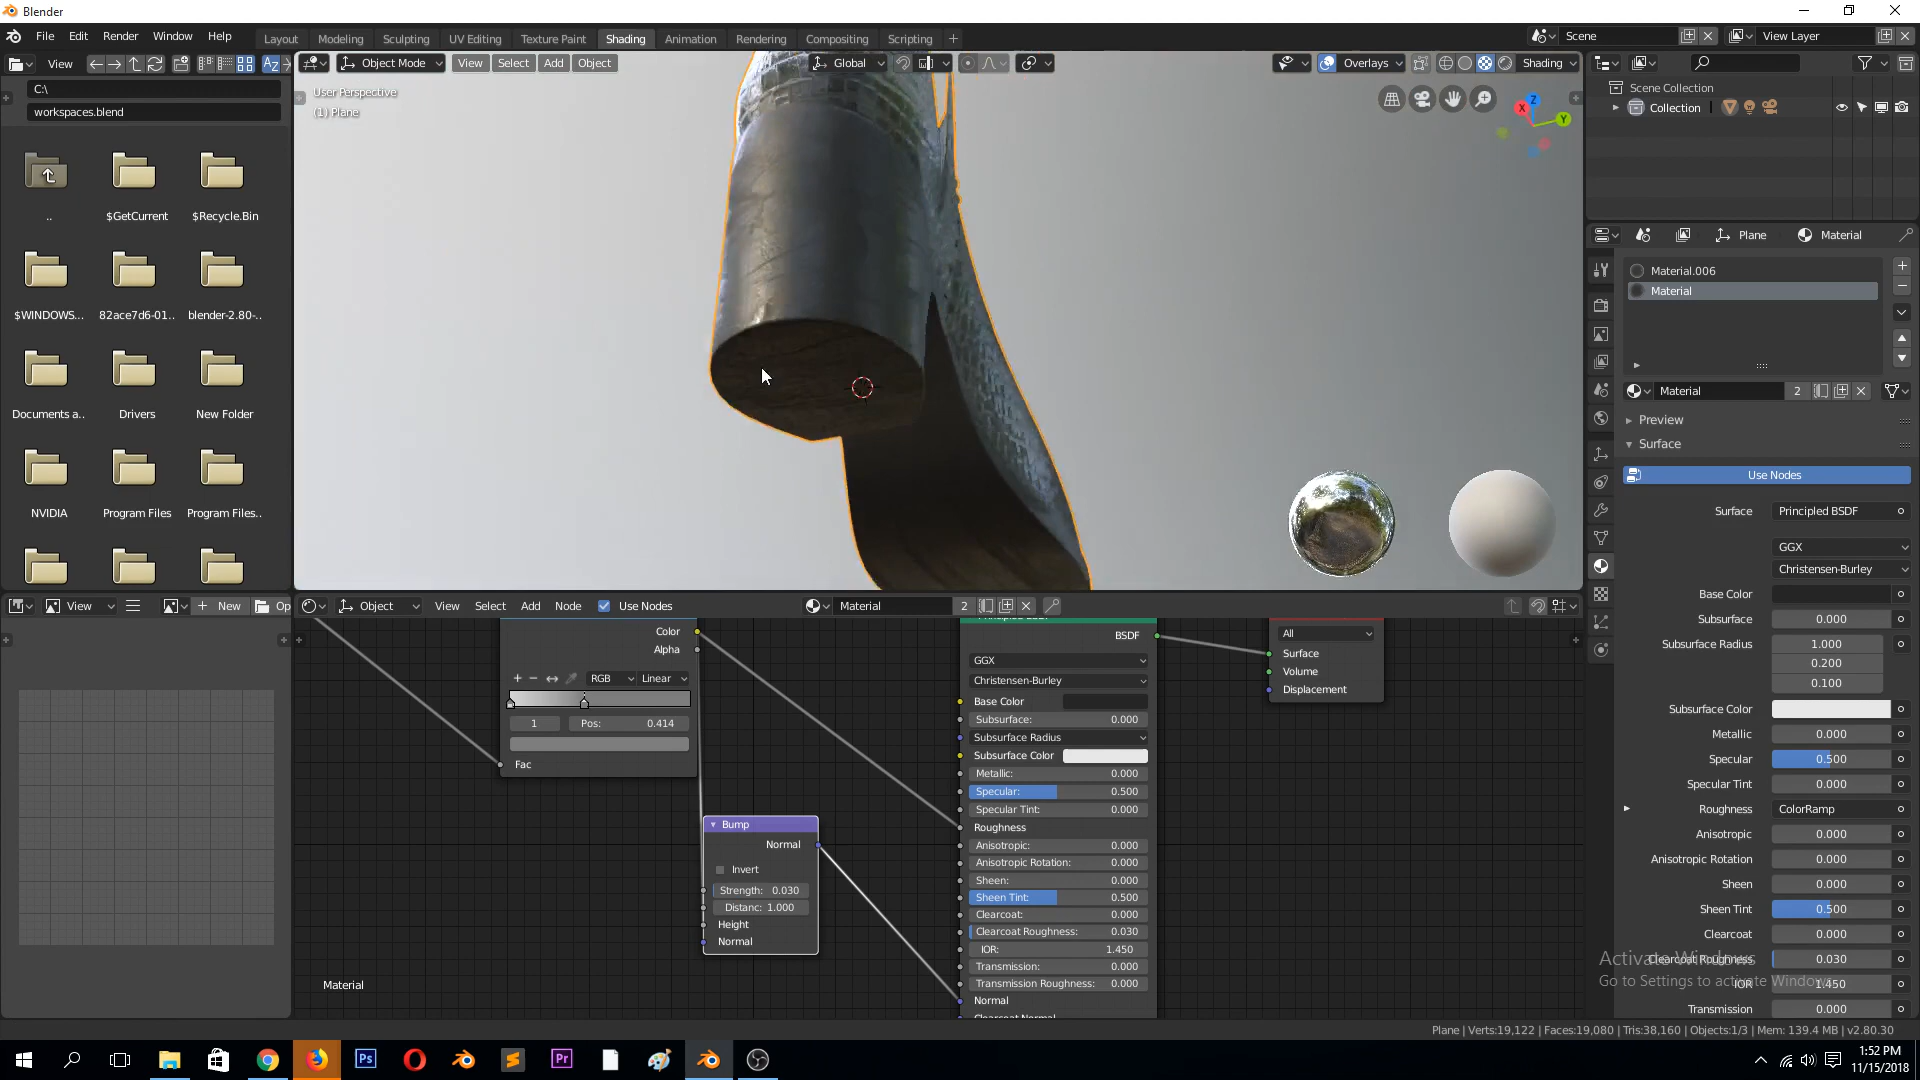 Blender
File Edit Render Window Help
Layout Modeling Sculpting UV Editing Texture Paint Shading Animation Rendering Compositing Scripting +
Scene
View Layer
View
C:\
workspaces.blend
..
$GetCurrent
$Recycle.Bin
$WINDOWS...
82ace7d6-01..
blender-2.80-..
Documents a..
Drivers
New Folder
NVIDIA
Program Files
Program Files..
Object Mode View Select Add Object
Global
Overlays
Shading
User Perspective
(1) Plane
Scene Collection
Collection
Plane Material
Material.006
Material
Material 2
Preview
Surface
Use Nodes
Surface Principled BSDF
GGX
Christensen-Burley
Base Color
Subsurface 0.000
Subsurface Radius 1.000
0.200
0.100
Subsurface Color
Metallic 0.000
Specular 0.500
Specular Tint 0.000
Roughness ColorRamp
Anisotropic 0.000
Anisotropic Rotation 0.000
Sheen 0.000
Sheen Tint 0.500
Clearcoat 0.000
Clearcoat Roughness 0.030
IOR 1.450
Transmission 0.000
Activate Windows
Go to Settings to activate Windows.
View
New
Op
Object View Select Add Node Use Nodes
Material 2
Color
Alpha
RGB Linear
1 Pos: 0.414
Fac
Bump
Normal
Invert
Strength: 0.030
Distanc: 1.000
Height
Normal
BSDF
GGX
Christensen-Burley
Base Color
Subsurface: 0.000
Subsurface Radius
Subsurface Color
Metallic: 0.000
Specular: 0.500
Specular Tint: 0.000
Roughness
Anisotropic: 0.000
Anisotropic Rotation: 0.000
Sheen: 0.000
Sheen Tint: 0.500
Clearcoat: 0.000
Clearcoat Roughness: 0.030
IOR: 1.450
Transmission: 0.000
Transmission Roughness: 0.000
Normal
Clearcoat Normal
All
Surface
Volume
Displacement
Material
Plane | Verts:19,122 | Faces:19,080 | Tris:38,160 | Objects:1/3 | Mem: 139.4 MB | v2.80.30
1:52 PM
11/15/2018